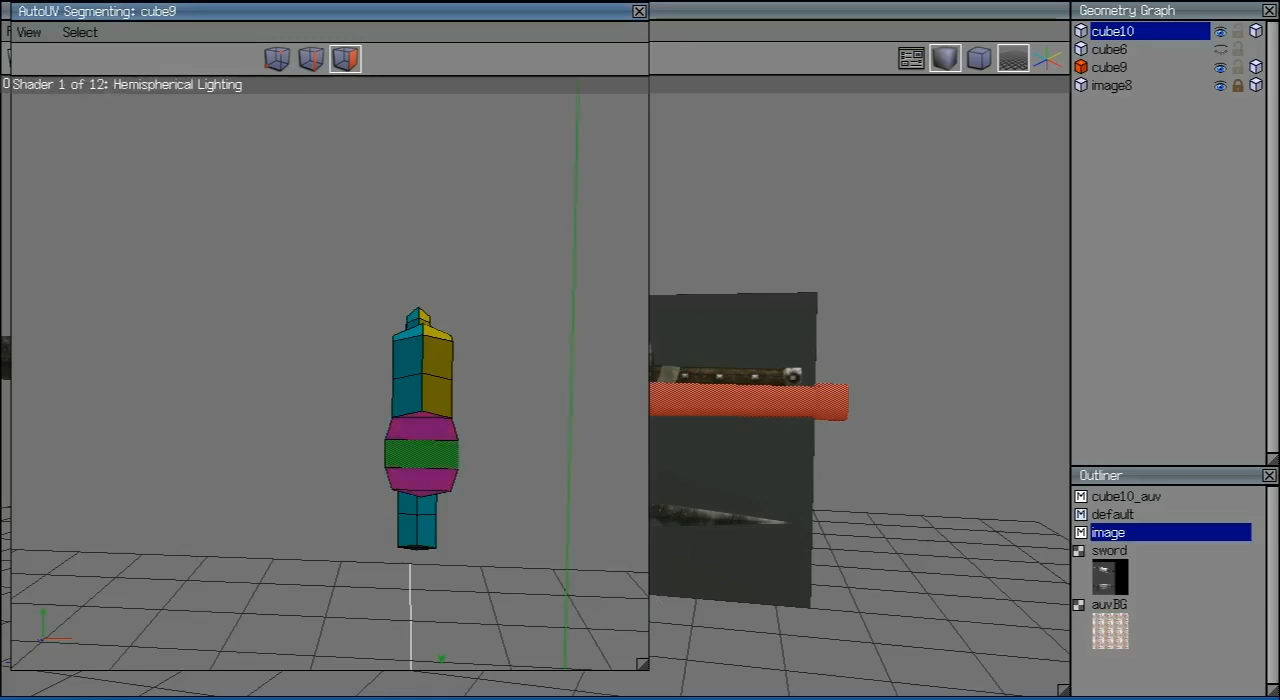 AutoUV Segmenting: cube9
View Select
Shader 1 of 12: Hemispherical Lighting
Geometry Graph
cube10
cube6
cube9
image8
Outliner
cube10_auv
default
image
sword
auvBG